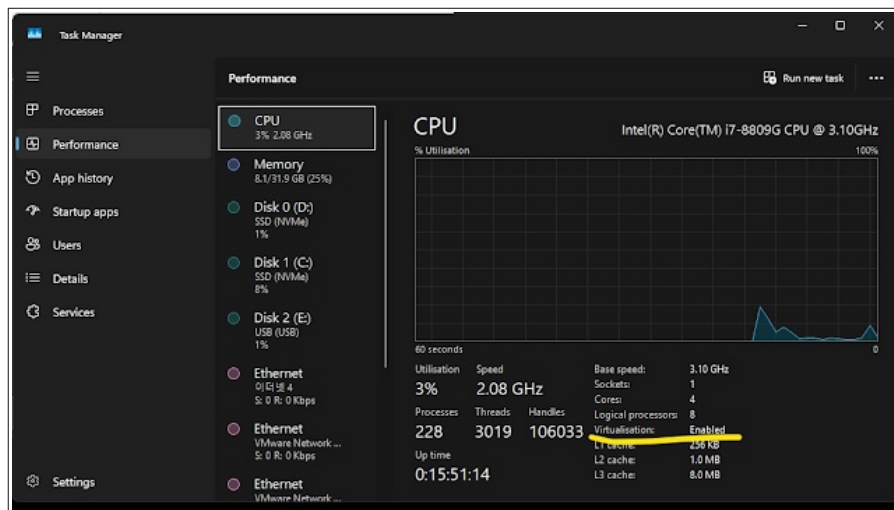 Task Manager
Performance
Run new task
Processes
Performance
App history
Startup apps
Users
Details
Services
Settings
CPU
3% 2.08 GHz
Memory
8.1/31.9 GB (25%)
Disk 0 (D:)
SSD (NVMe)
1%
Disk 1 (C:)
SSD (NVMe)
8%
Disk 2 (E:)
USB (USB)
1%
Ethernet
이더넷 4
S: 0 R: 0 Kbps
Ethernet
VMware Network ...
S: 0 R: 0 Kbps
Ethernet
VMware Network ...
CPU
Intel(R) Core(TM) i7-8809G CPU @ 3.10GHz
% Utilisation
100%
60 seconds
0
Utilisation
Speed
3%
2.08 GHz
Processes
Threads
Handles
228
3019
106033
Up time
0:15:51:14
Base speed: 3.10 GHz
Sockets: 1
Cores: 4
Logical processors: 8
Virtualisation: Enabled
L1 cache: 256 KB
L2 cache: 1.0 MB
L3 cache: 8.0 MB